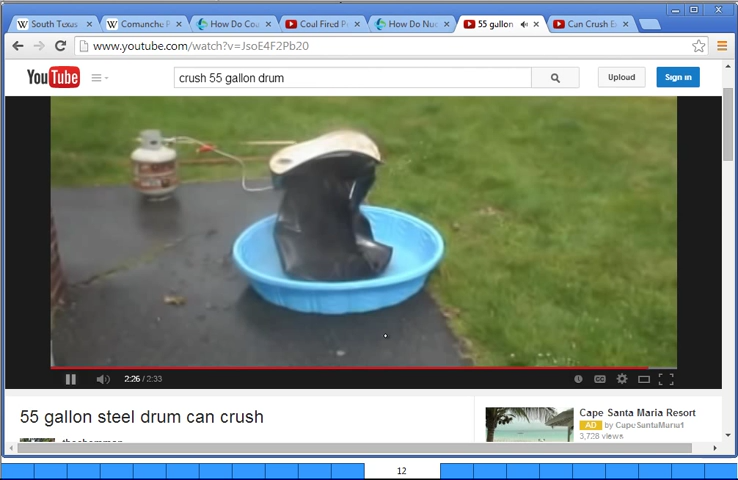 South Texas
Comanche P
How Do Coa
Coal Fired P
How Do Nuc
55 gallon
Can Crush E
www.youtube.com/watch?v=JsoE4F2Pb20
YouTube
crush 55 gallon drum
Upload
Sign in
2:26 / 2:33
55 gallon steel drum can crush
Cape Santa Maria Resort
AD by CapeSantaMaria1
3,728 views
12